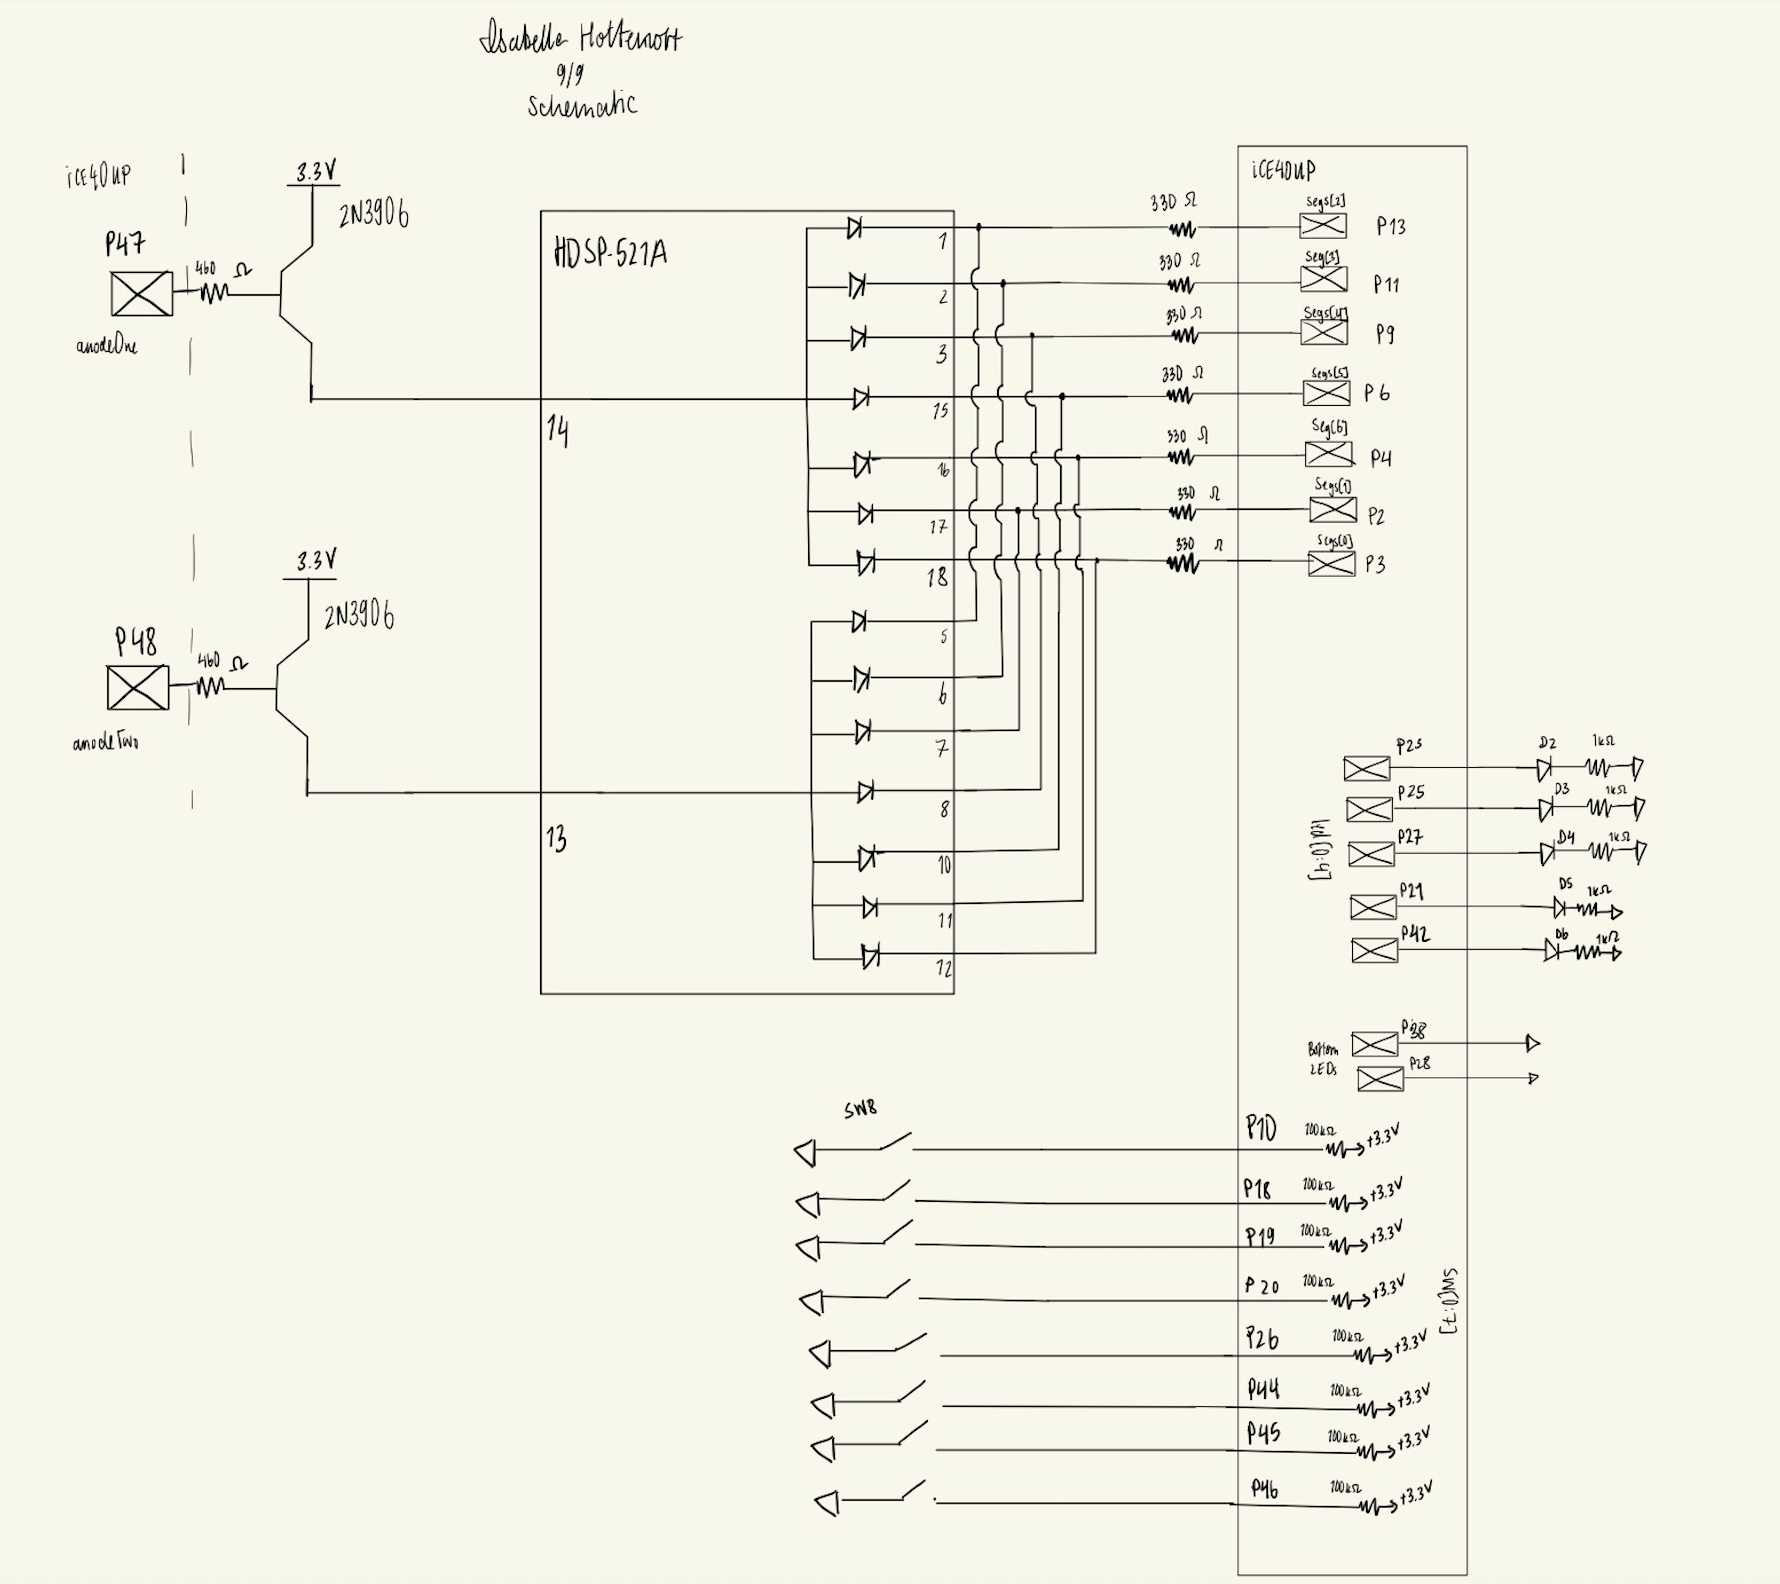 Isabella Hottenrott
9/9
Schematic
iCE40UP
P47
anodeOne
460 Ω
3.3V
2N3906
P48
anodeTwo
460 Ω
3.3V
2N3906
HDSP-521A
14
13
1
2
3
15
16
17
18
5
6
7
8
10
11
12
iCE40UP
330 Ω
Segs[2]
P13
330 Ω
Seg[3]
P11
330 Ω
Segs[4]
P9
330 Ω
Segs[5]
P6
330 Ω
Seg[6]
P4
330 Ω
Segs[1]
P2
330 Ω
Segs[0]
P3
led[0:4]
P23
D2
1kΩ
P25
D3
1kΩ
P27
D4
1kΩ
P21
D5
1kΩ
P42
D6
1kΩ
Bottom
LEDs
P38
P28
SW8
P10
100kΩ
+3.3V
P18
100kΩ
+3.3V
P19
100kΩ
+3.3V
P20
100kΩ
+3.3V
P26
100kΩ
+3.3V
P44
100kΩ
+3.3V
P45
100kΩ
+3.3V
P46
100kΩ
+3.3V
SW[0:7]